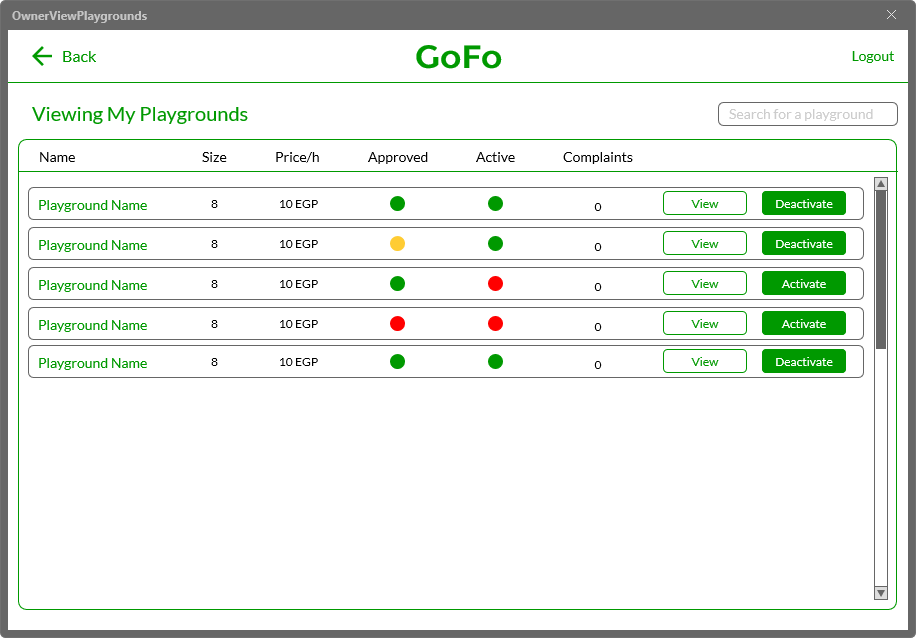 OwnerViewPlaygrounds
Back GoFo Logout
Viewing My Playgrounds Search for a playground
Name Size Price/h Approved Active Complaints
Playground Name 8 10 EGP 0 View Deactivate
Playground Name 8 10 EGP 0 View Deactivate
Playground Name 8 10 EGP 0 View Activate
Playground Name 8 10 EGP 0 View Activate
Playground Name 8 10 EGP 0 View Deactivate